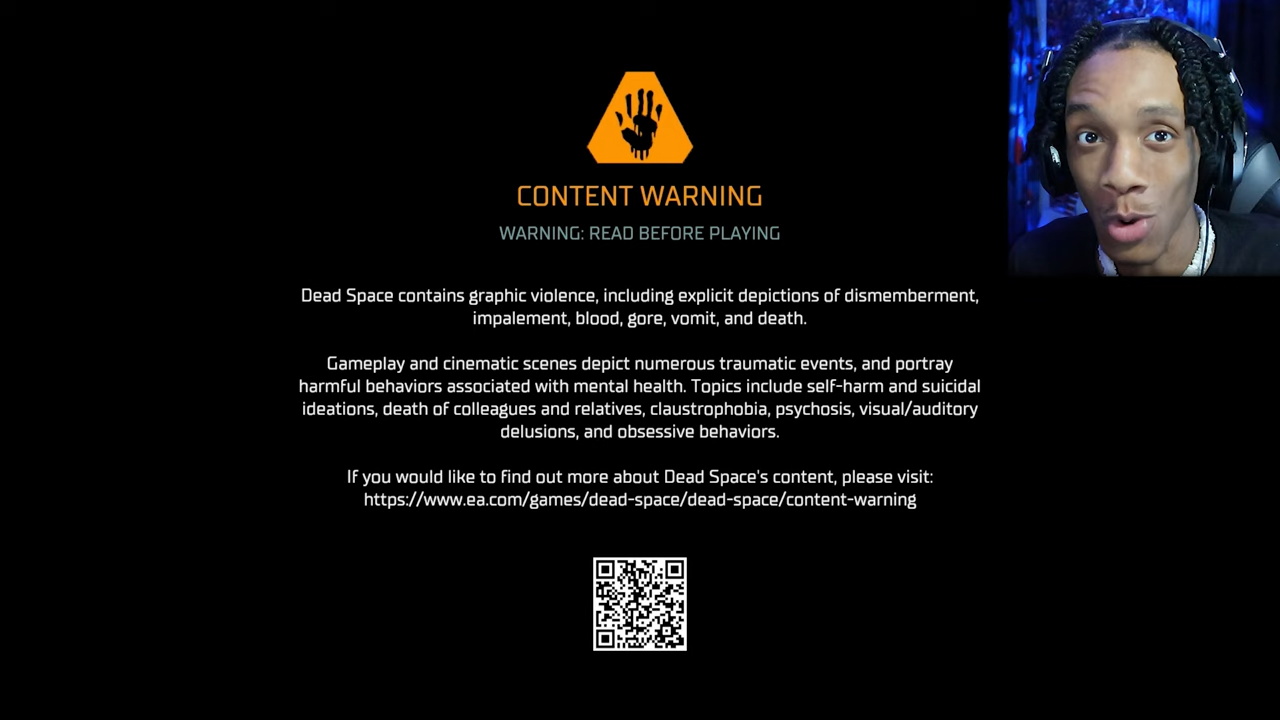 CONTENT WARNING
WARNING: READ BEFORE PLAYING
Dead Space contains graphic violence, including explicit depictions of dismemberment,
impalement, blood, gore, vomit, and death.
Gameplay and cinematic scenes depict numerous traumatic events, and portray
harmful behaviors associated with mental health. Topics include self-harm and suicidal
ideations, death of colleagues and relatives, claustrophobia, psychosis, visual/auditory
delusions, and obsessive behaviors.
If you would like to find out more about Dead Space's content, please visit:
https://www.ea.com/games/dead-space/dead-space/content-warning